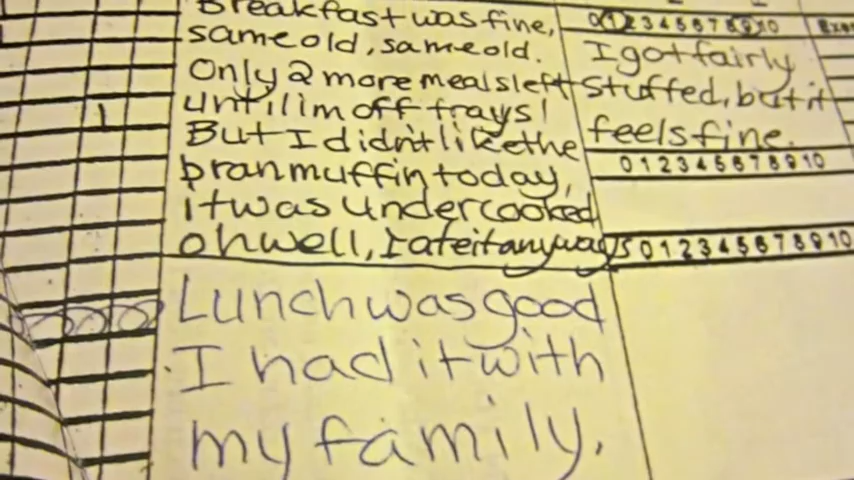 Breakfast was fine,
same old, same old.
Only 2 more meals left
until im off trays!
But I didn't like the
bran muffin today,
it was undercooked
oh well, I ate it anyways
Lunch was good
I had it with
my family.
0 1 2 3 4 5 6 7 8 9 10
I got fairly
stuffed, but it
feels fine.
0 1 2 3 4 5 6 7 8 9 10
0 1 2 3 4 5 6 7 8 9 10
1